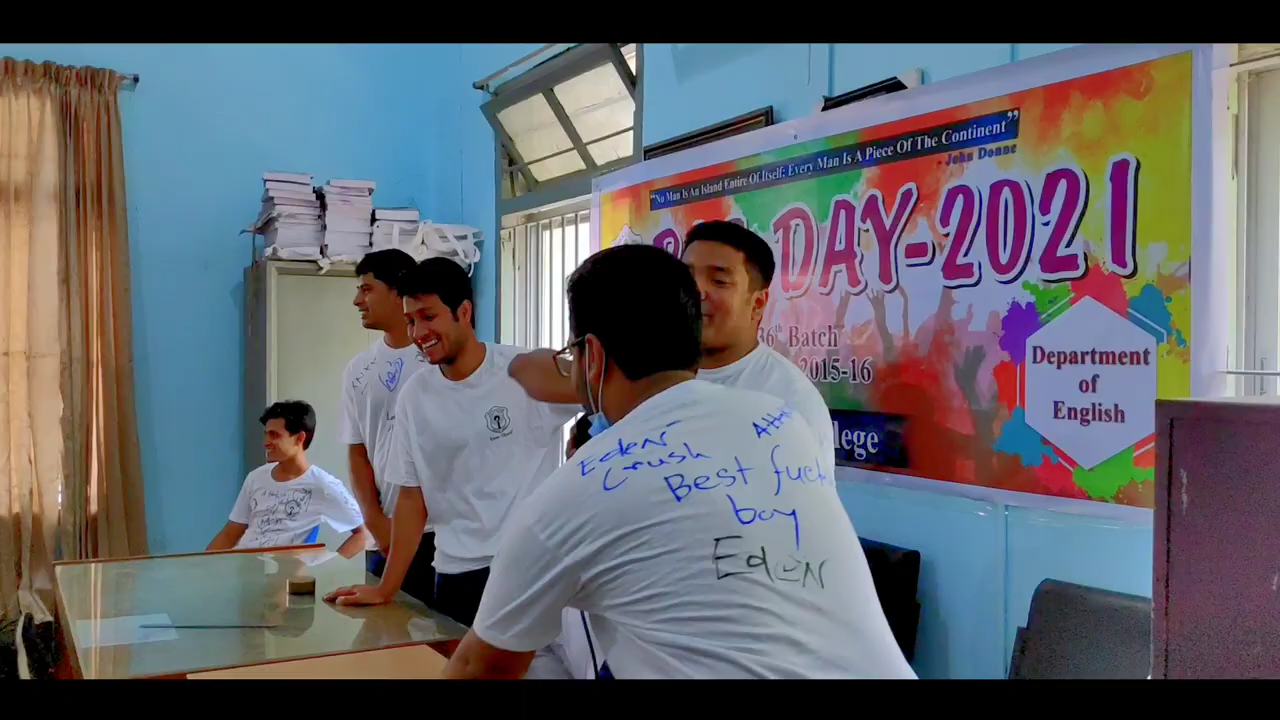 "No Man Is An Island Entire Of Itself; Every Man Is A Piece Of The Continent"
- John Donne
DAY-2021
36th Batch
2015-16
Department
of
English
lege
Eden
Crush
Best fuck
boy
Eden